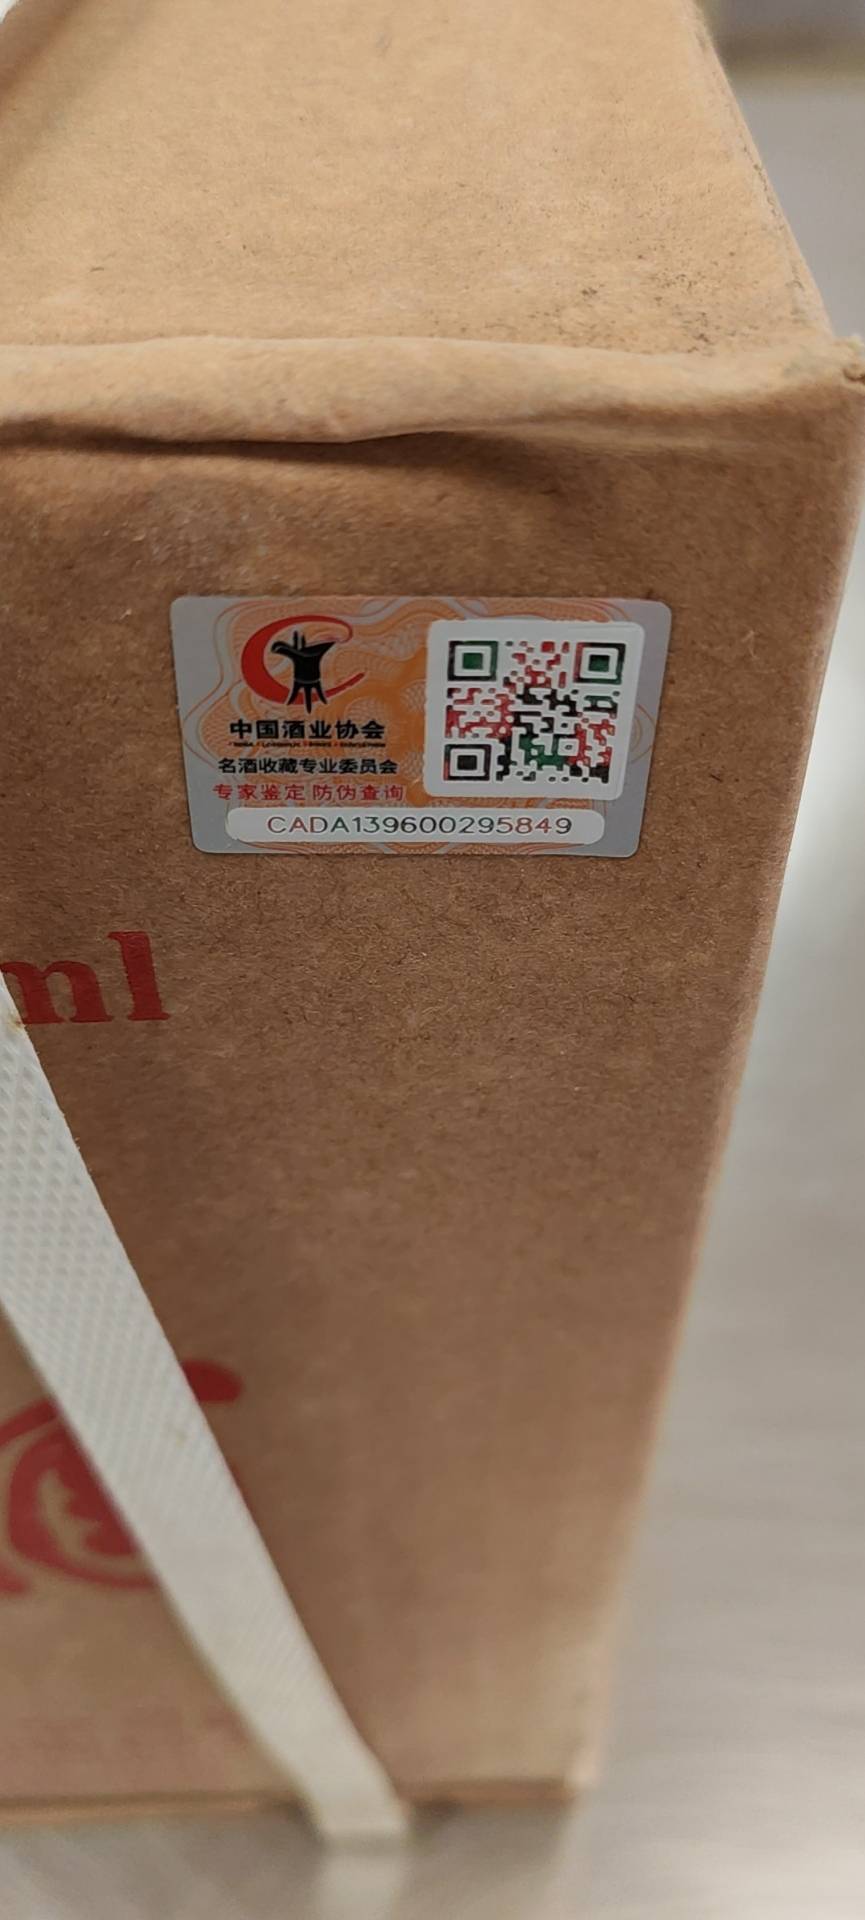 中国酒业协会
名酒收藏专业委员会
专家鉴定 防伪查询
CADA139600295849
ml